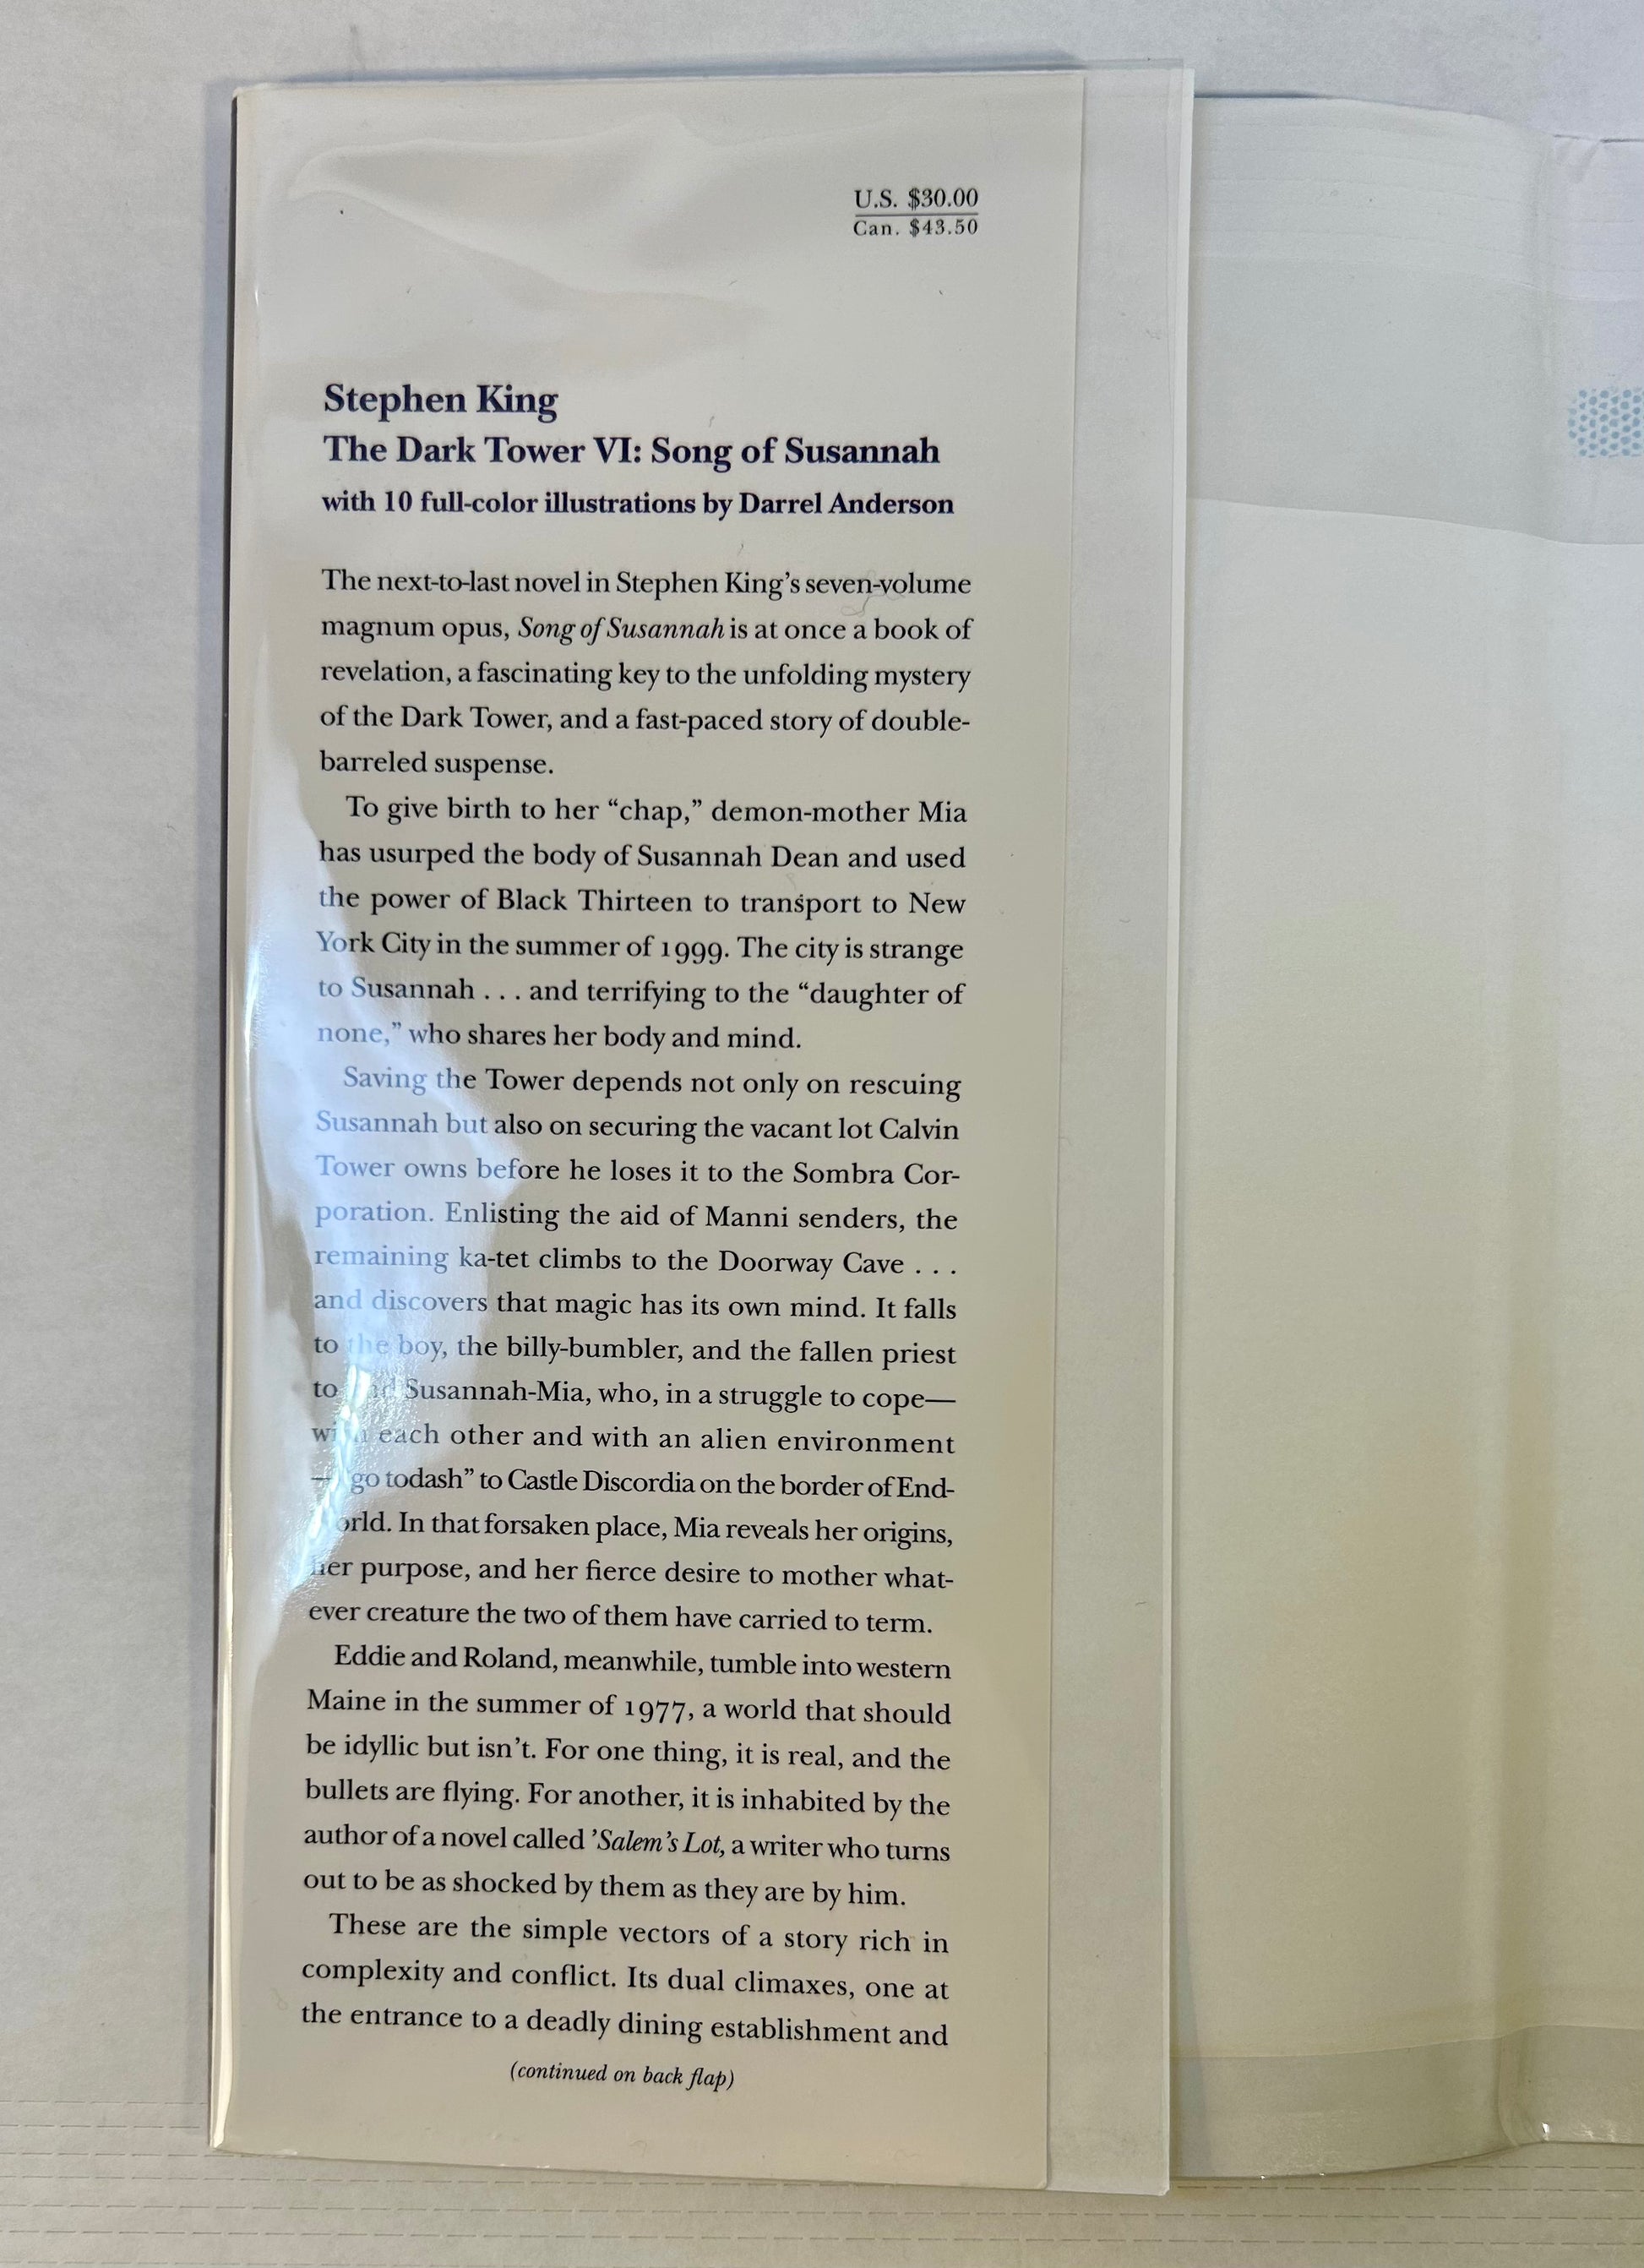 U.S. $30.00
Can. $43.50
Stephen King
The Dark Tower VI: Song of Susannah
with 10 full-color illustrations by Darrel Anderson
The next-to-last novel in Stephen King’s seven-volume
magnum opus, Song of Susannah is at once a book of
revelation, a fascinating key to the unfolding mystery
of the Dark Tower, and a fast-paced story of double-
barreled suspense.
To give birth to her “chap,” demon-mother Mia
has usurped the body of Susannah Dean and used
the power of Black Thirteen to transport to New
York City in the summer of 1999. The city is strange
to Susannah . . . and terrifying to the “daughter of
none,” who shares her body and mind.
Saving the Tower depends not only on rescuing
Susannah but also on securing the vacant lot Calvin
Tower owns before he loses it to the Sombra Cor-
poration. Enlisting the aid of Manni senders, the
remaining ka-tet climbs to the Doorway Cave . . .
and discovers that magic has its own mind. It falls
to the boy, the billy-bumbler, and the fallen priest
to Susannah-Mia, who, in a struggle to cope—
with each other and with an alien environment
—“go todash” to Castle Discordia on the border of End-
In that forsaken place, Mia reveals her origins,
her purpose, and her fierce desire to mother what-
ever creature the two of them have carried to term.
Eddie and Roland, meanwhile, tumble into western
Maine in the summer of 1977, a world that should
be idyllic but isn’t. For one thing, it is real, and the
bullets are flying. For another, it is inhabited by the
author of a novel called ’Salem’s Lot, a writer who turns
out to be as shocked by them as they are by him.
These are the simple vectors of a story rich in
complexity and conflict. Its dual climaxes, one at
the entrance to a deadly dining establishment and
(continued on back flap)